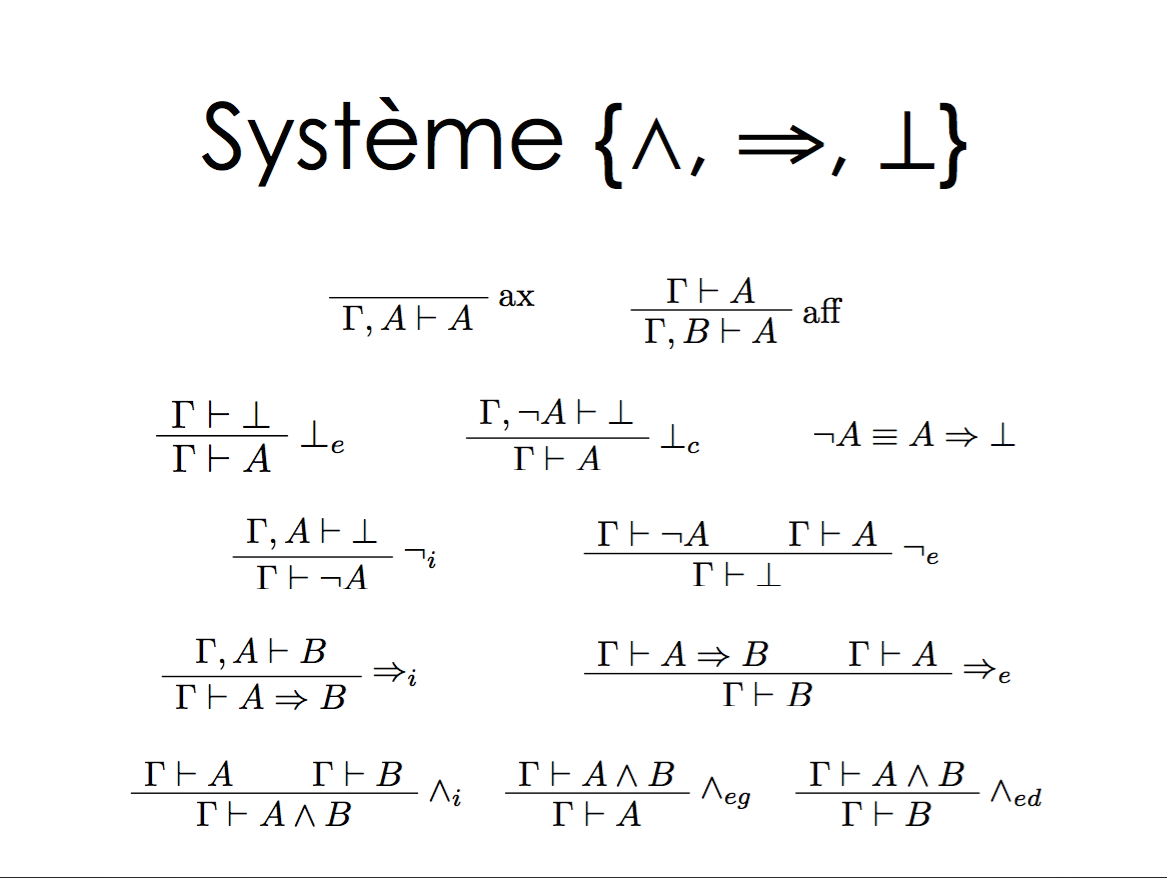 Système {∧, ⇒, ⊥}
Γ, A ⊢ A ax
Γ ⊢ A
Γ, B ⊢ A aff
Γ ⊢ ⊥
Γ ⊢ A ⊥e
Γ, ¬A ⊢ ⊥
Γ ⊢ A ⊥c
¬A ≡ A ⇒ ⊥
Γ, A ⊢ ⊥
Γ ⊢ ¬A ¬i
Γ ⊢ ¬A Γ ⊢ A
Γ ⊢ ⊥ ¬e
Γ, A ⊢ B
Γ ⊢ A ⇒ B ⇒i
Γ ⊢ A ⇒ B Γ ⊢ A
Γ ⊢ B ⇒e
Γ ⊢ A Γ ⊢ B
Γ ⊢ A ∧ B ∧i
Γ ⊢ A ∧ B
Γ ⊢ A ∧eg
Γ ⊢ A ∧ B
Γ ⊢ B ∧ed